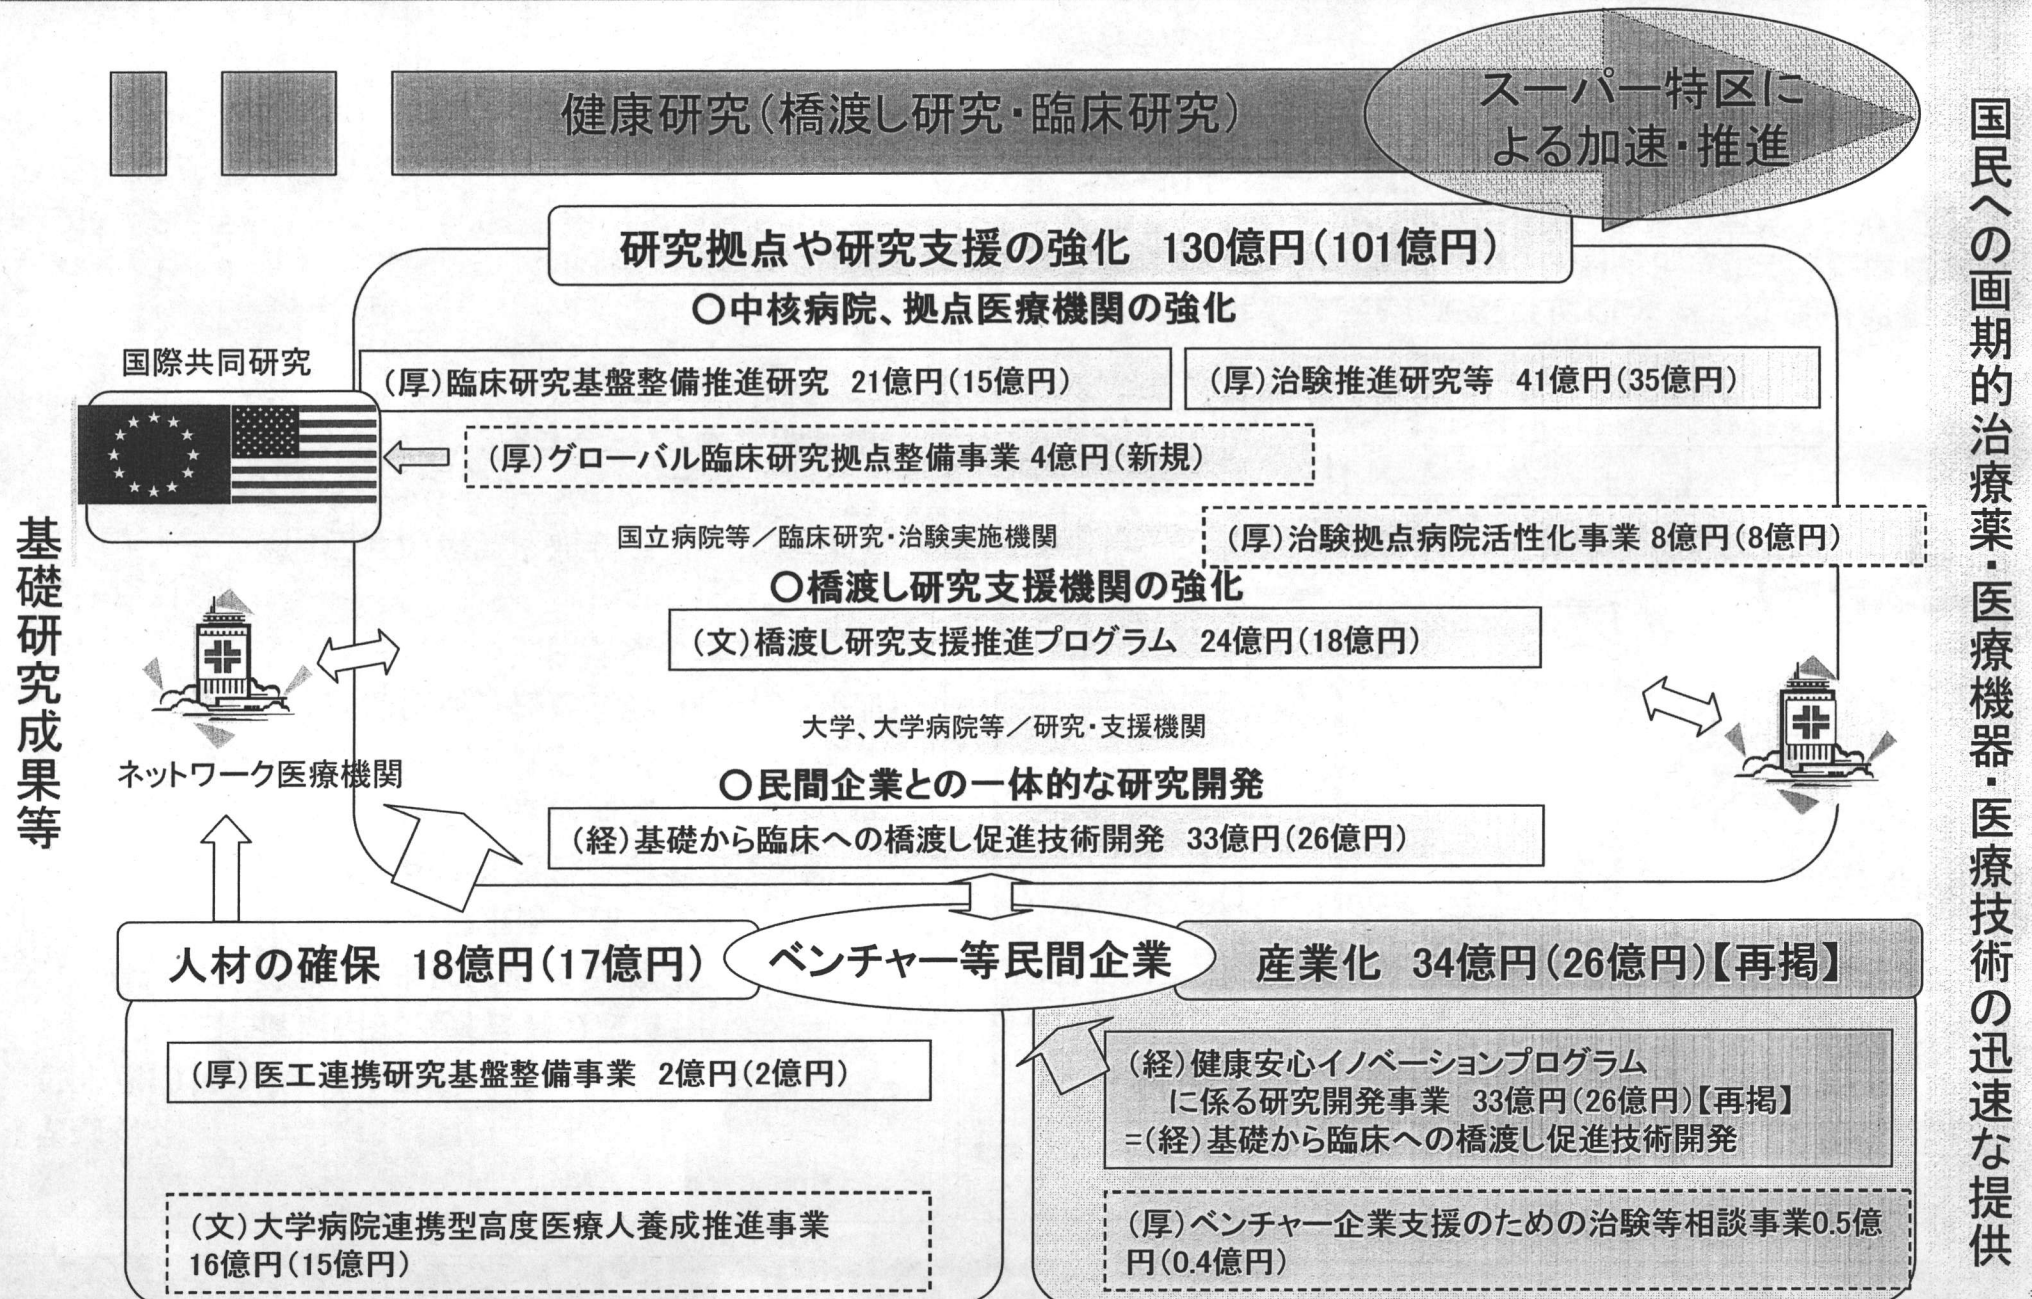 健康研究(橋渡し研究・臨床研究)
スーパー特区に
よる加速・推進
国民への画期的治療薬・医療機器・医療技術の迅速な提供
基礎研究成果等
研究拠点や研究支援の強化 130億円(101億円)
○中核病院、拠点医療機関の強化
国際共同研究
(厚)臨床研究基盤整備推進研究 21億円(15億円)
(厚)治験推進研究等 41億円(35億円)
(厚)グローバル臨床研究拠点整備事業 4億円(新規)
国立病院等/臨床研究・治験実施機関
(厚)治験拠点病院活性化事業 8億円(8億円)
○橋渡し研究支援機関の強化
(文)橋渡し研究支援推進プログラム 24億円(18億円)
大学、大学病院等/研究・支援機関
ネットワーク医療機関
○民間企業との一体的な研究開発
(経)基礎から臨床への橋渡し促進技術開発 33億円(26億円)
人材の確保 18億円(17億円)
ベンチャー等民間企業
産業化 34億円(26億円)【再掲】
(厚)医工連携研究基盤整備事業 2億円(2億円)
(文)大学病院連携型高度医療人養成推進事業
16億円(15億円)
(経)健康安心イノベーションプログラム
に係る研究開発事業 33億円(26億円)【再掲】
=(経)基礎から臨床への橋渡し促進技術開発
(厚)ベンチャー企業支援のための治験等相談事業0.5億
円(0.4億円)